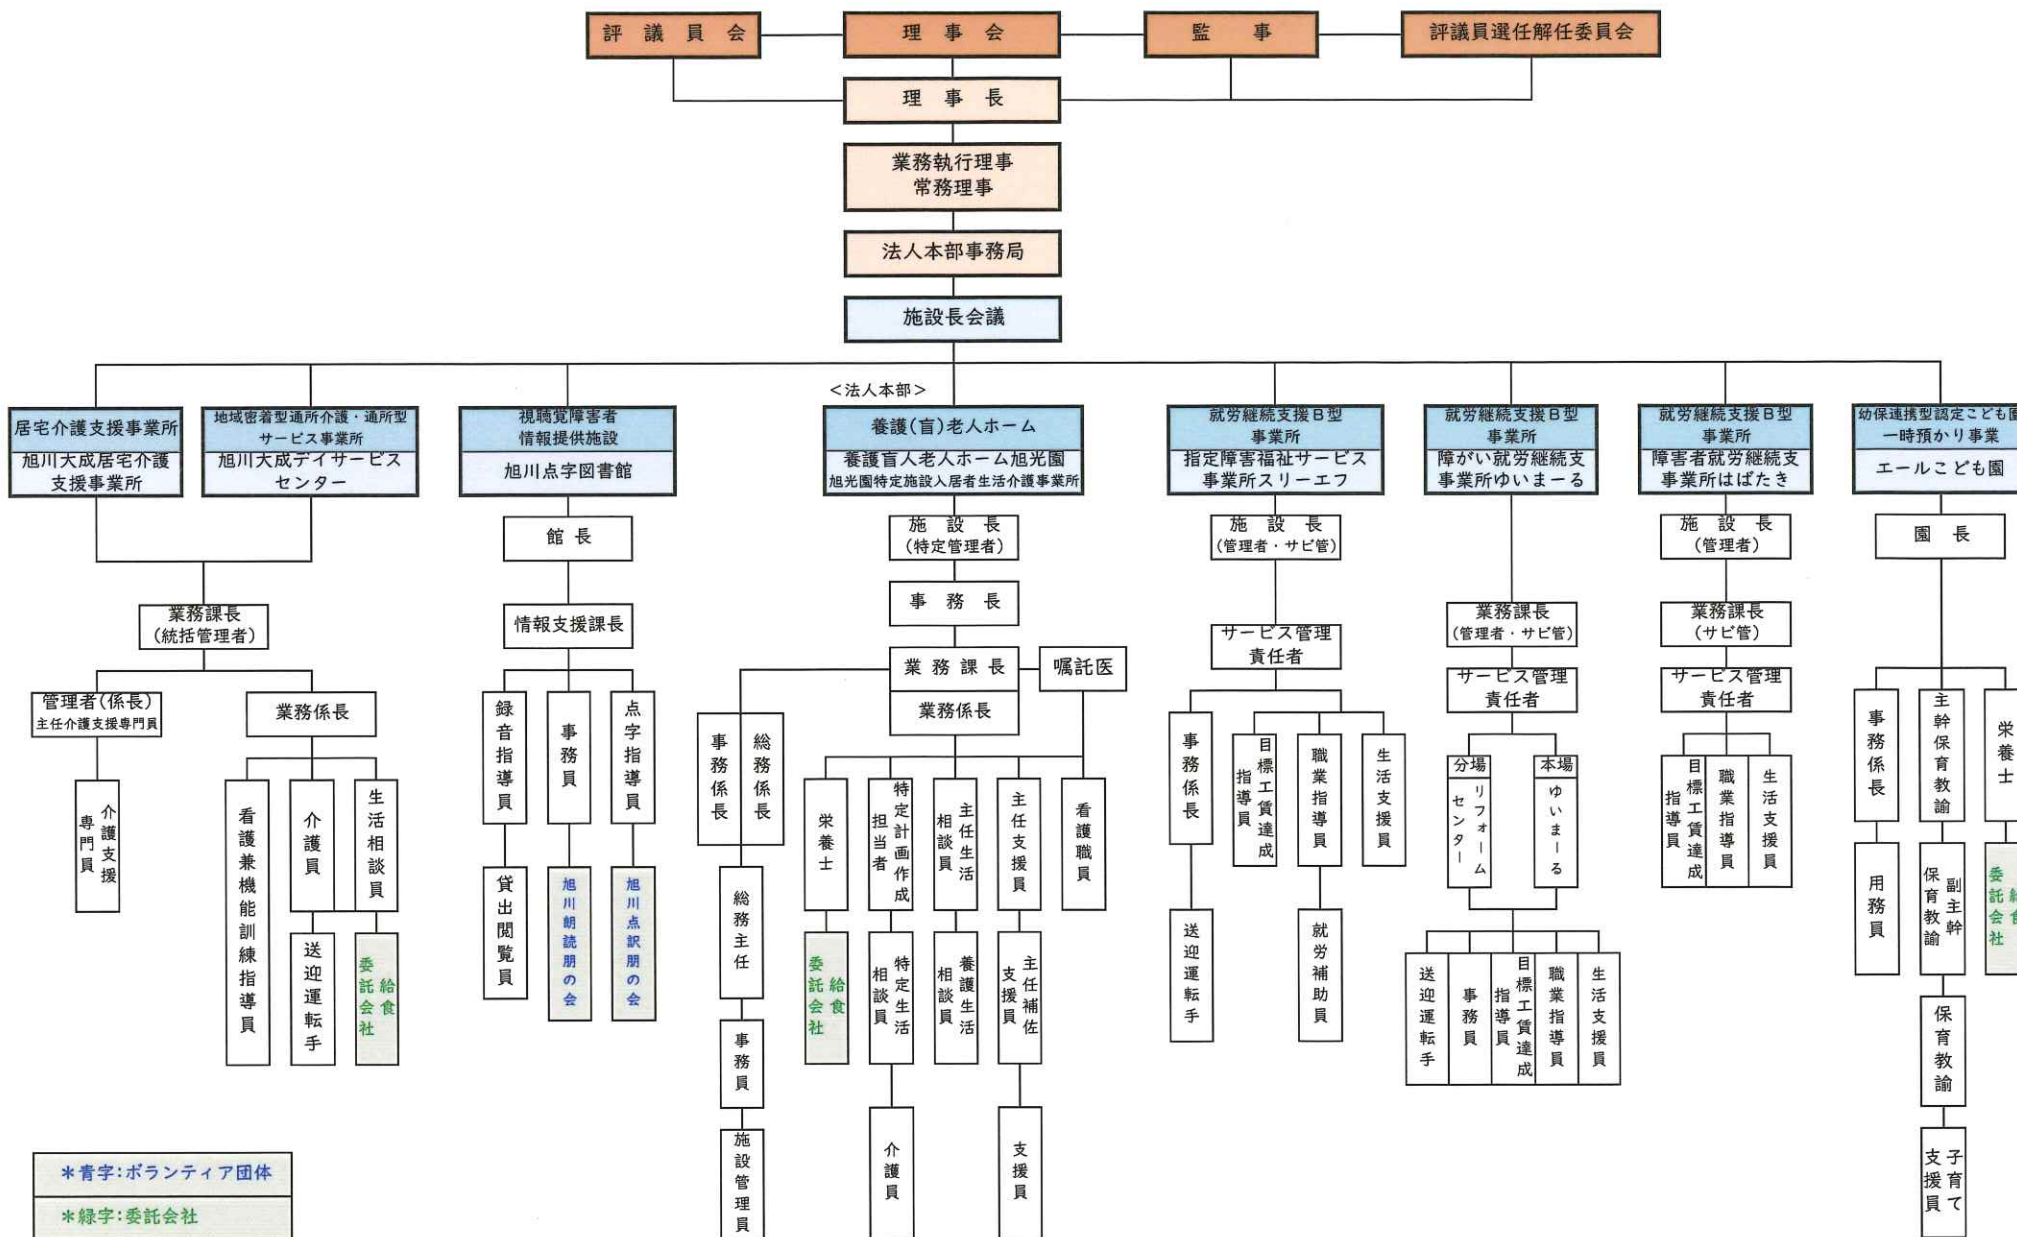 評議員会
理事会
監事
評議員選任解任委員会
理事長
業務執行理事
常務理事
法人本部事務局
施設長会議
<法人本部>
居宅介護支援事業所
旭川大成居宅介護
支援事業所
地域密着型通所介護・通所型
サービス事業所
旭川大成デイサービス
センター
視聴覚障害者
情報提供施設
旭川点字図書館
養護(盲)老人ホーム
養護盲人老人ホーム旭光園
旭光園特定施設入居者生活介護事業所
就労継続支援B型
事業所
指定障害福祉サービス
事業所スリーエフ
就労継続支援B型
事業所
障がい就労継続支
事業所ゆいまーる
就労継続支援B型
事業所
障害者就労継続支
事業所はばたき
幼保連携型認定こども園
一時預かり事業
エールこども園
業務課長
(統括管理者)
管理者(係長)
主任介護支援専門員
業務係長
介護支援
専門員
看護兼機能訓練指導員
介護員
生活相談員
送迎運転手
給食
委託会社
館長
情報支援課長
録音指導員
事務員
点字指導員
貸出閲覧員
旭川朗読朋の会
旭川点訳朋の会
施設長
(特定管理者)
事務長
業務課長
嘱託医
業務係長
事務係長
総務係長
総務主任
事務員
施設管理員
栄養士
特定計画作成
担当者
主任生活
相談員
主任支援員
看護職員
給食
委託会社
特定生活
相談員
養護生活
相談員
主任補佐
支援員
介護員
支援員
施設長
(管理者・サビ管)
サービス管理
責任者
事務係長
目標工賃達成
指導員
職業指導員
生活支援員
送迎運転手
就労補助員
業務課長
(管理者・サビ管)
サービス管理
責任者
分場
リフォーム
センター
本場
ゆいまーる
送迎運転手
事務員
目標工賃達成
指導員
職業指導員
生活支援員
施設長
(管理者)
業務課長
(サビ管)
サービス管理
責任者
目標工賃達成
指導員
職業指導員
生活支援員
園長
事務係長
主幹保育教諭
栄養士
用務員
副主幹
保育教諭
給食
委託会社
保育教諭
子育て
支援員
*青字:ボランティア団体
*緑字:委託会社